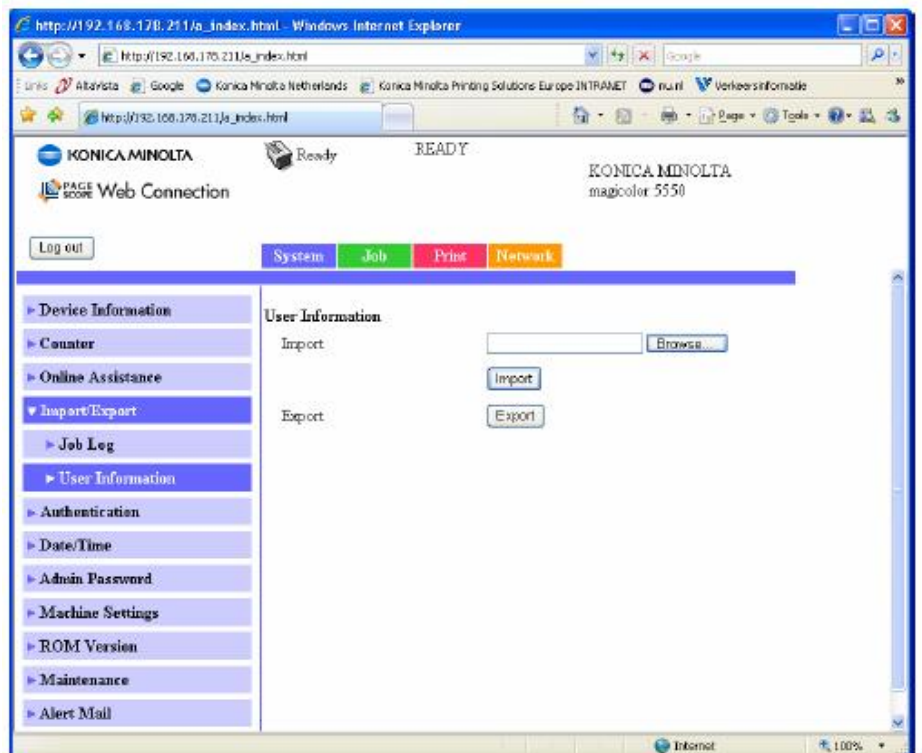 http://192.168.178.211/a_index.html - Windows Internet Explorer
http://192.168.178.211/a_index.html
Google
Links Altavista Google Konica Minolta Netherlands Konica Minolta Printing Solutions Europe INTRANET nu.nl Verkeersinformatie
http://192.168.178.211/a_index.html
Page Tools
KONICA MINOLTA
Ready
READY
KONICA MINOLTA
PAGE SCOPE Web Connection
magicolor 5550
Log out
System Job Print Network
Device Information
User Information
Counter
Import
Browse...
Online Assistance
Import
Import/Export
Export
Export
Job Log
User Information
Authentication
Date/Time
Admin Password
Machine Settings
ROM Version
Maintenance
Alert Mail
Internet
100%